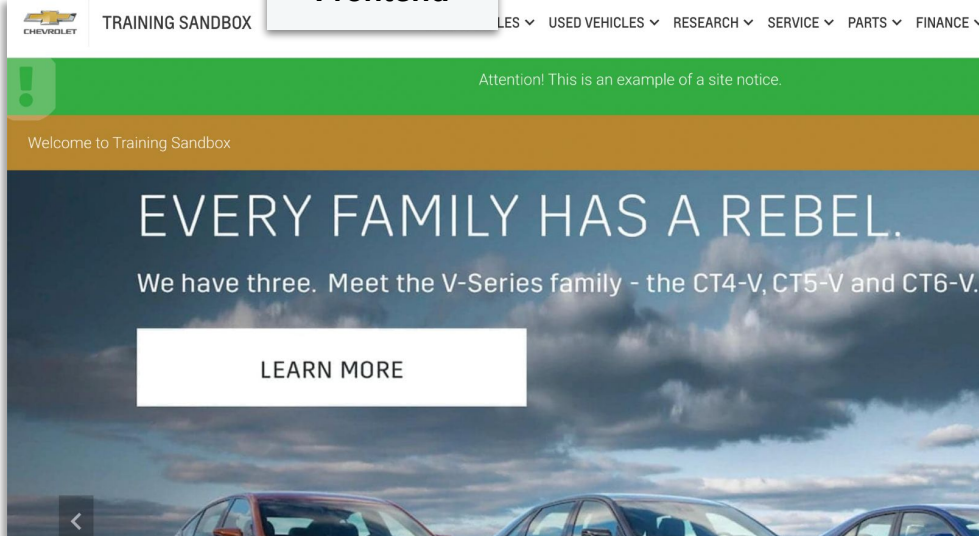 Frontend
CHEVROLET
TRAINING SANDBOX
LES USED VEHICLES RESEARCH SERVICE PARTS FINANCE
!
Attention! This is an example of a site notice.
Welcome to Training Sandbox
EVERY FAMILY HAS A REBEL.
We have three. Meet the V-Series family - the CT4-V, CT5-V and CT6-V.
LEARN MORE